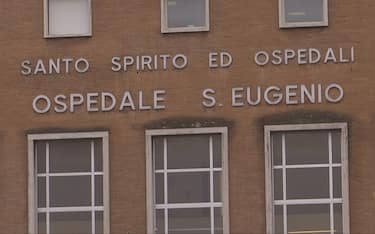 SANTO SPIRITO ED OSPEDALI
OSPEDALE S. EUGENIO